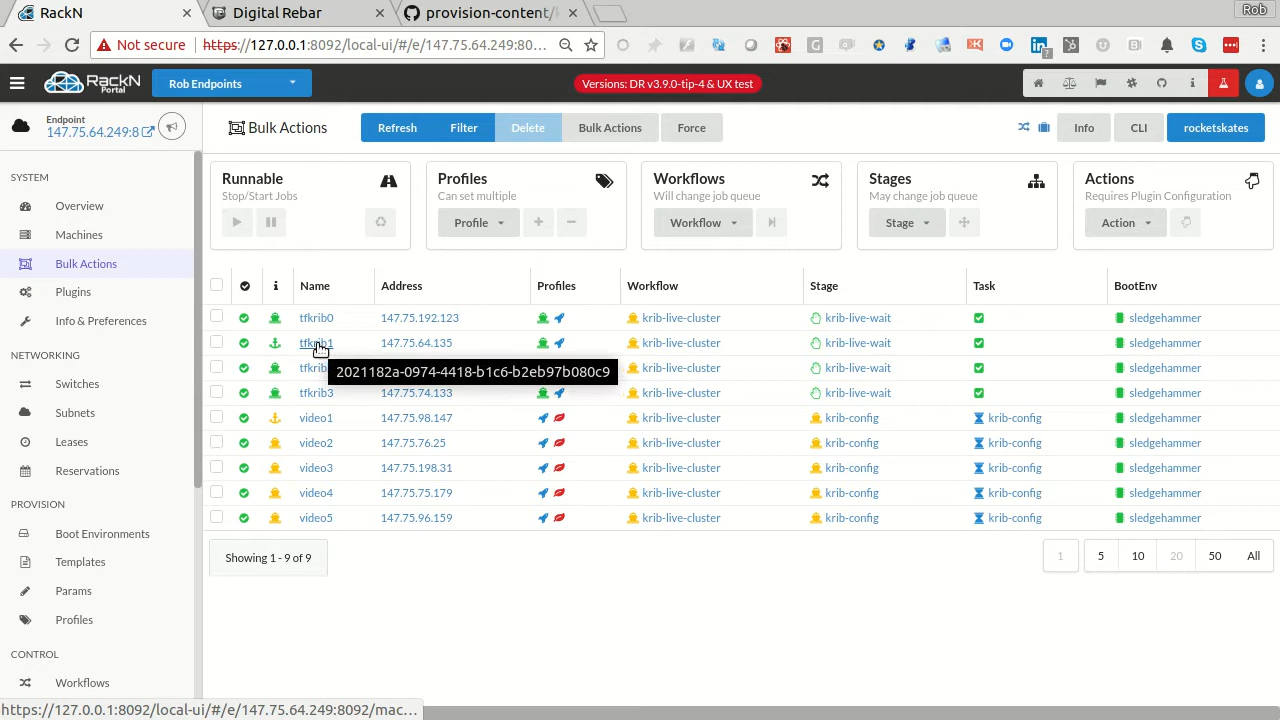 RackN
Digital Rebar
provision-content/
Rob
Not secure
https://127.0.0.1:8092/local-ui/#/e/147.75.64.249:80...
RackN
Portal
Rob Endpoints
Versions: DR v3.9.0-tip-4 & UX test
Endpoint
147.75.64.249:8
Bulk Actions
Refresh
Filter
Delete
Bulk Actions
Force
Info
CLI
rocketskates
SYSTEM
Overview
Machines
Bulk Actions
Plugins
Info & Preferences
NETWORKING
Switches
Subnets
Leases
Reservations
PROVISION
Boot Environments
Templates
Params
Profiles
CONTROL
Workflows
Runnable
Stop/Start Jobs
Profiles
Can set multiple
Profile
Workflows
Will change job queue
Workflow
Stages
May change job queue
Stage
Actions
Requires Plugin Configuration
Action
Name Address Profiles Workflow Stage Task BootEnv
tfkrib0 147.75.192.123 krib-live-cluster krib-live-wait sledgehammer
tfkrib1 147.75.64.135 krib-live-cluster krib-live-wait sledgehammer
tfkrib krib-live-cluster krib-live-wait sledgehammer
2021182a-0974-4418-b1c6-b2eb97b080c9
tfkrib3 147.75.74.133 krib-live-cluster krib-live-wait sledgehammer
video1 147.75.98.147 krib-live-cluster krib-config krib-config sledgehammer
video2 147.75.76.25 krib-live-cluster krib-config krib-config sledgehammer
video3 147.75.198.31 krib-live-cluster krib-config krib-config sledgehammer
video4 147.75.75.179 krib-live-cluster krib-config krib-config sledgehammer
video5 147.75.96.159 krib-live-cluster krib-config krib-config sledgehammer
Showing 1 - 9 of 9
1 5 10 20 50 All
https://127.0.0.1:8092/local-ui/#/e/147.75.64.249:8092/mac...